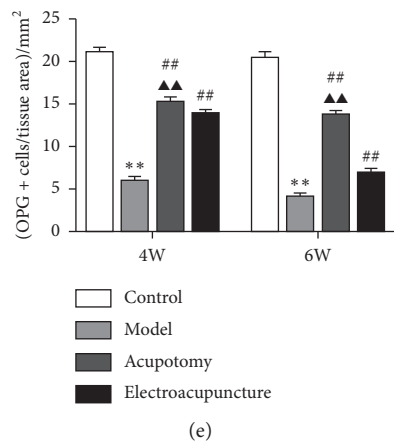 (OPG + cells/tissue area)/mm²
25
20
15
10
5
0
##
▲▲
##
**
##
▲▲
##
**
4W
6W
Control
Model
Acupotomy
Electroacupuncture
(e)